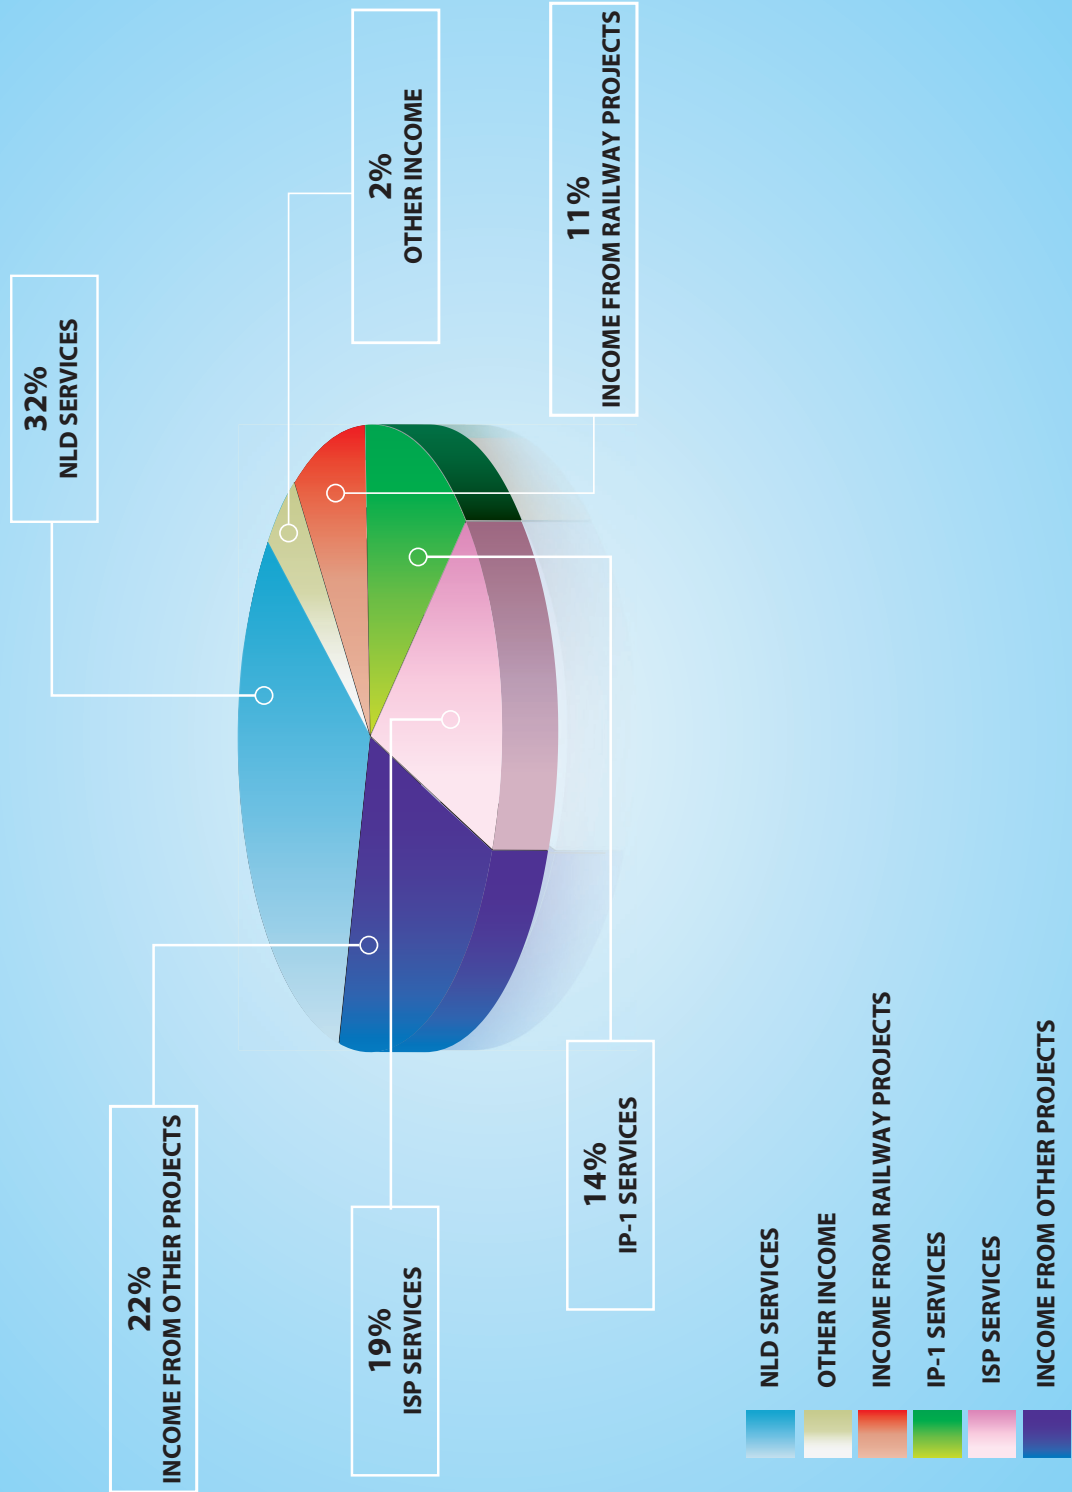 32%
NLD SERVICES
2%
OTHER INCOME
11%
INCOME FROM RAILWAY PROJECTS
14%
IP-1 SERVICES
19%
ISP SERVICES
22%
INCOME FROM OTHER PROJECTS
NLD SERVICES
OTHER INCOME
INCOME FROM RAILWAY PROJECTS
IP-1 SERVICES
ISP SERVICES
INCOME FROM OTHER PROJECTS